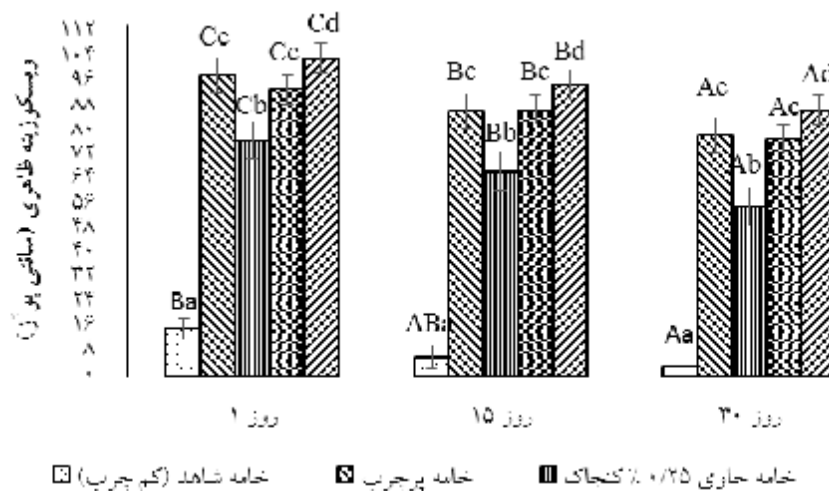 ویسکوزیته ظاهری (سانتی پواز)
۱۱۲
۱۰۴
۹۶
۸۸
۸۰
۷۲
۶۴
۵۶
۴۸
۴۰
۳۲
۲۴
۱۶
۸
۰
Ba Cc Cb Cc Cd
ABa Bc Bb Bc Bd
Aa Ac Ab Ac Ad
روز ۱
روز ۱۵
روز ۳۰
خامه شاهد (کم چرب)
خامه پرچرب
خامه حاوی ۰/۲۵ ٪ کنجاک